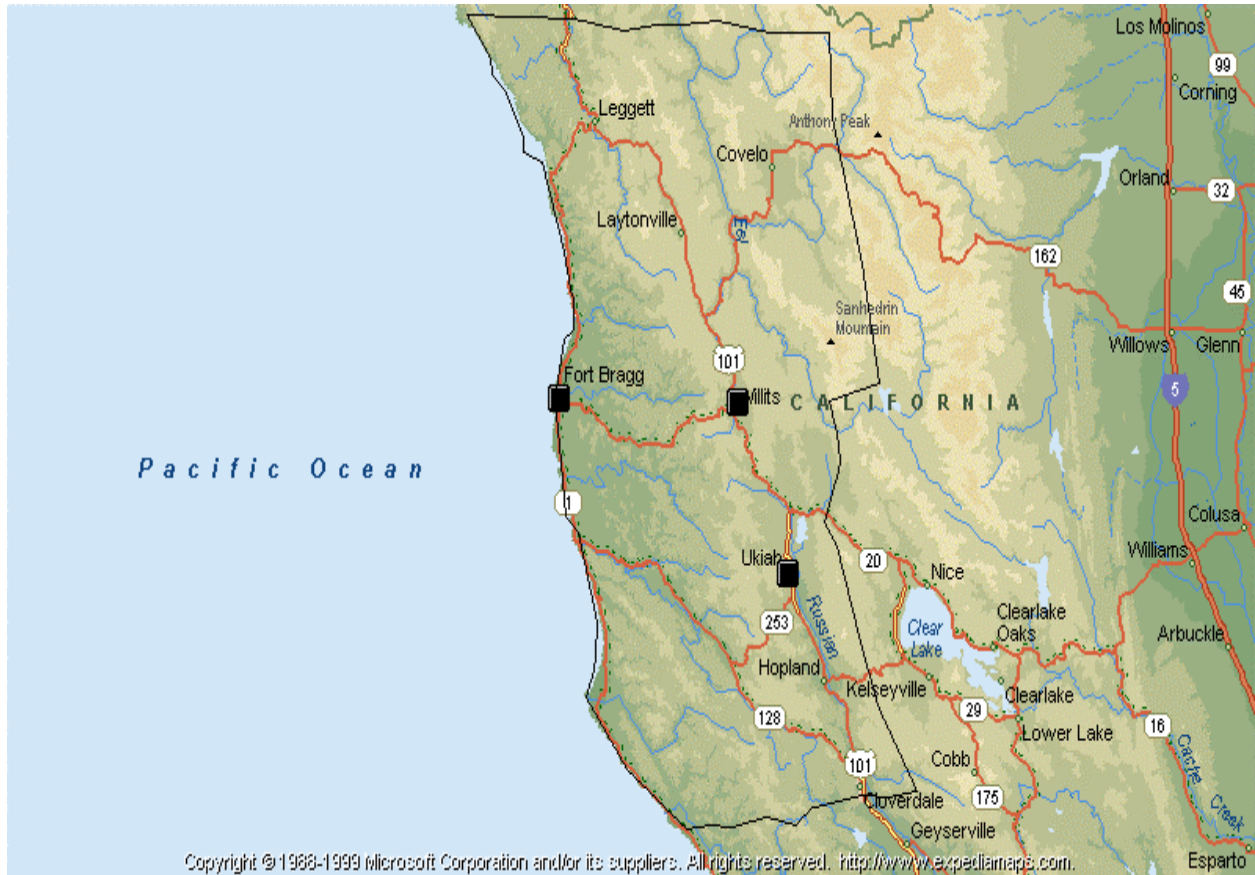 Los Molinos
99
Corning
Leggett
Anthony Peak
Covelo
Orland
32
Laytonville
Eel
162
45
Sanhedrin
Mountain
Willows
Glenn
101
Fort Bragg
5
CALIFORNIA
Pacific Ocean
1
Colusa
Williams
Ukiah
20
Nice
Russian
253
Clear
Lake
Clearlake
Oaks
Arbuckle
Hopland
Kelseyville
Clearlake
29
128
16
Lower Lake
Cache
Creek
101
Cobb
175
Cloverdale
Geyserville
Esparto
Copyright © 1988-1999 Microsoft Corporation and/or its suppliers. All rights reserved. http://www.expediamaps.com.